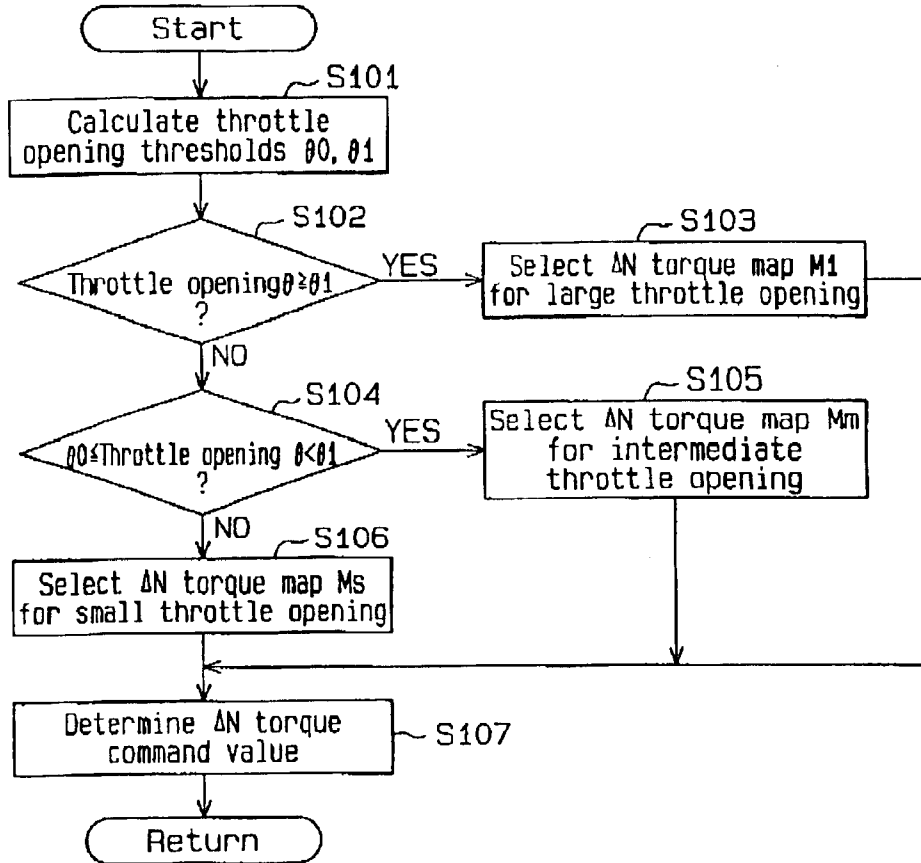 Start
S101
Calculate throttle
opening thresholds θ0, θ1
S102
Throttle opening θ≧θ1
?
YES
S103
Select ΔN torque map Ml
for large throttle opening
NO
S104
θ0≦Throttle opening θ<θ1
?
YES
S105
Select ΔN torque map Mm
for intermediate
throttle opening
NO
S106
Select ΔN torque map Ms
for small throttle opening
Determine ΔN torque
command value
S107
Return